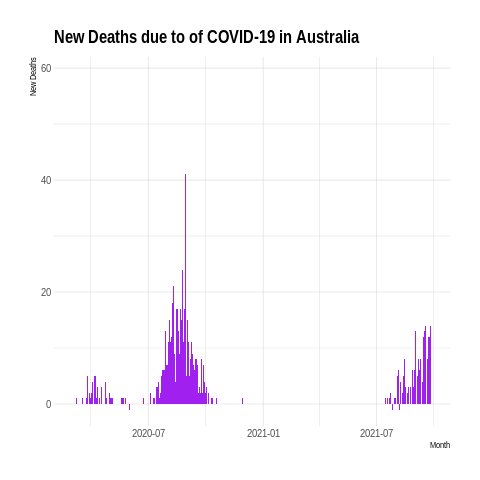 New Deaths due to of COVID-19 in Australia
New Deaths
60
40
20
0
2020-07
2021-01
2021-07
Month